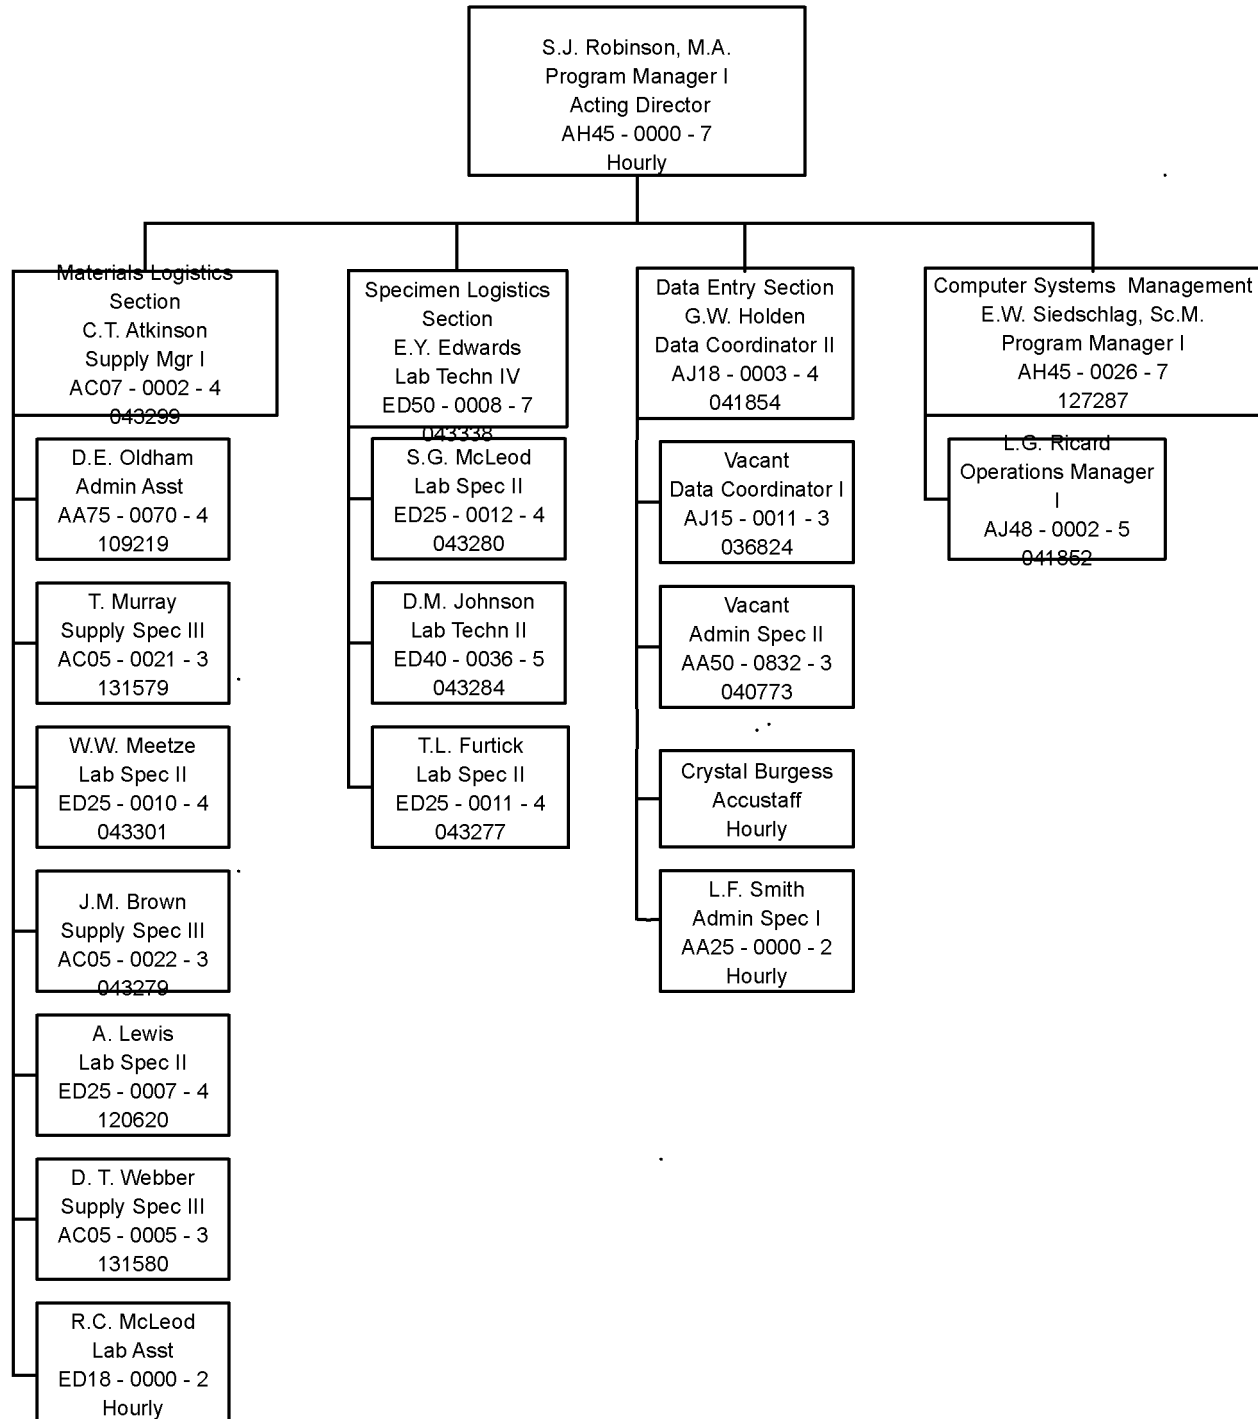 S.J. Robinson, M.A.
Program Manager I
Acting Director
AH45 - 0000 - 7
Hourly
Materials Logistics
Section
C.T. Atkinson
Supply Mgr I
AC07 - 0002 - 4
043299
D.E. Oldham
Admin Asst
AA75 - 0070 - 4
109219
T. Murray
Supply Spec III
AC05 - 0021 - 3
131579
W.W. Meetze
Lab Spec II
ED25 - 0010 - 4
043301
J.M. Brown
Supply Spec III
AC05 - 0022 - 3
043279
A. Lewis
Lab Spec II
ED25 - 0007 - 4
120620
D. T. Webber
Supply Spec III
AC05 - 0005 - 3
131580
R.C. McLeod
Lab Asst
ED18 - 0000 - 2
Hourly
Specimen Logistics
Section
E.Y. Edwards
Lab Techn IV
ED50 - 0008 - 7
043338
S.G. McLeod
Lab Spec II
ED25 - 0012 - 4
043280
D.M. Johnson
Lab Techn II
ED40 - 0036 - 5
043284
T.L. Furtick
Lab Spec II
ED25 - 0011 - 4
043277
Data Entry Section
G.W. Holden
Data Coordinator II
AJ18 - 0003 - 4
041854
Vacant
Data Coordinator I
AJ15 - 0011 - 3
036824
Vacant
Admin Spec II
AA50 - 0832 - 3
040773
Crystal Burgess
Accustaff
Hourly
L.F. Smith
Admin Spec I
AA25 - 0000 - 2
Hourly
Computer Systems Management
E.W. Siedschlag, Sc.M.
Program Manager I
AH45 - 0026 - 7
127287
L.G. Ricard
Operations Manager
I
AJ48 - 0002 - 5
041852